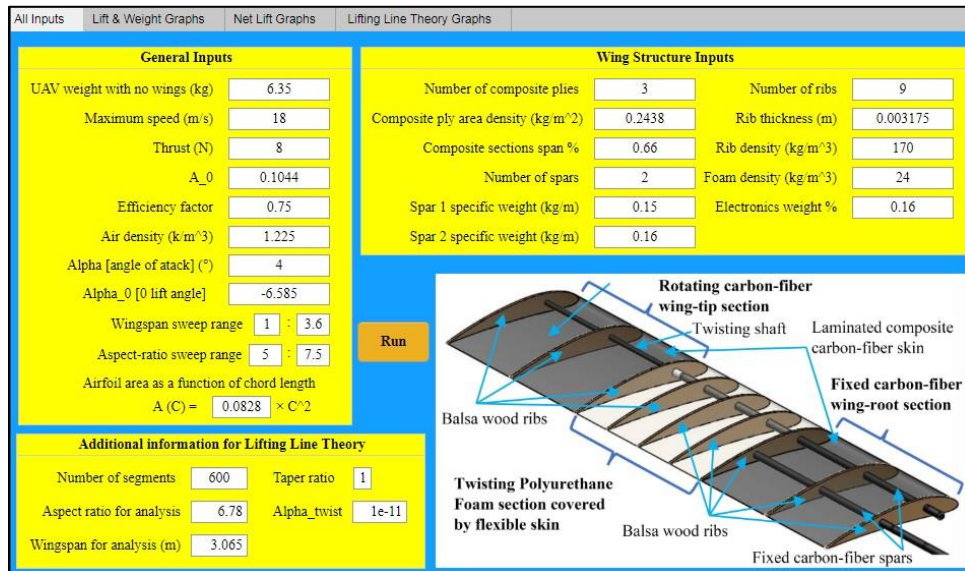 All Inputs Lift & Weight Graphs Net Lift Graphs Lifting Line Theory Graphs
General Inputs
UAV weight with no wings (kg) 6.35
Maximum speed (m/s) 18
Thrust (N) 8
A_0 0.1044
Efficiency factor 0.75
Air density (k/m^3) 1.225
Alpha [angle of atack] (°) 4
Alpha_0 [0 lift angle] -6.585
Wingspan sweep range 1 : 3.6
Aspect-ratio sweep range 5 : 7.5
Airfoil area as a function of chord length
A (C) = 0.0828 × C^2
Run
Wing Structure Inputs
Number of composite plies 3 Number of ribs 9
Composite ply area density (kg/m^2) 0.2438 Rib thickness (m) 0.003175
Composite sections span % 0.66 Rib density (kg/m^3) 170
Number of spars 2 Foam density (kg/m^3) 24
Spar 1 specific weight (kg/m) 0.15 Electronics weight % 0.16
Spar 2 specific weight (kg/m) 0.16
Additional information for Lifting Line Theory
Number of segments 600 Taper ratio 1
Aspect ratio for analysis 6.78 Alpha_twist 1e-11
Wingspan for analysis (m) 3.065
Rotating carbon-fiber
wing-tip section
Twisting shaft
Laminated composite
carbon-fiber skin
Fixed carbon-fiber
wing-root section
Balsa wood ribs
Twisting Polyurethane
Foam section covered
by flexible skin
Balsa wood ribs
Fixed carbon-fiber spars